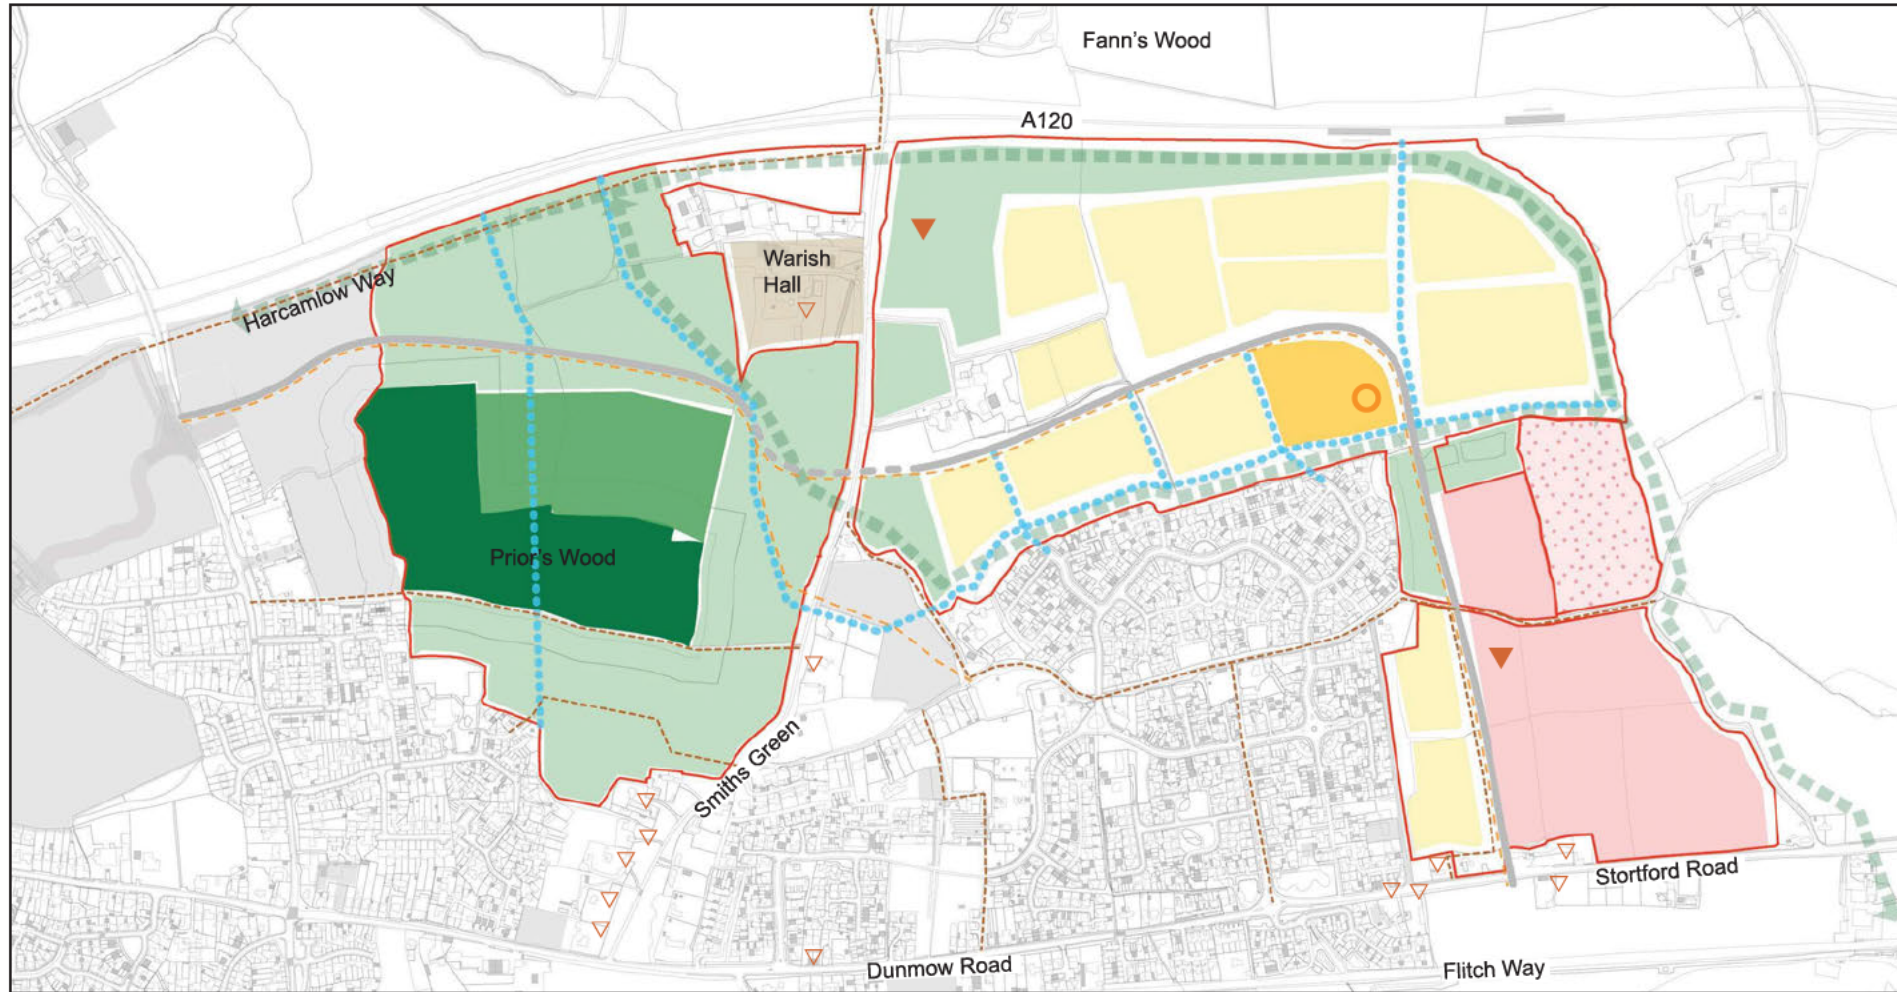 Fann's Wood
A120
Warish
Hall
Harcamlow Way
Prior's Wood
Smiths Green
Stortford Road
Dunmow Road
Flitch Way